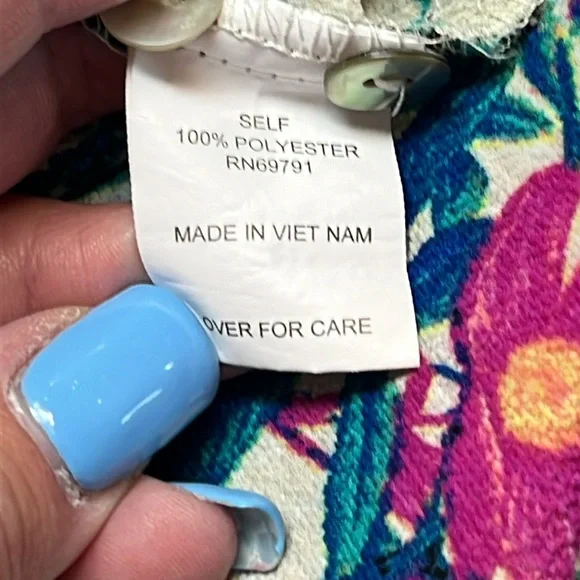 SELF
100% POLYESTER
RN69791
MADE IN VIET NAM
OVER FOR CARE